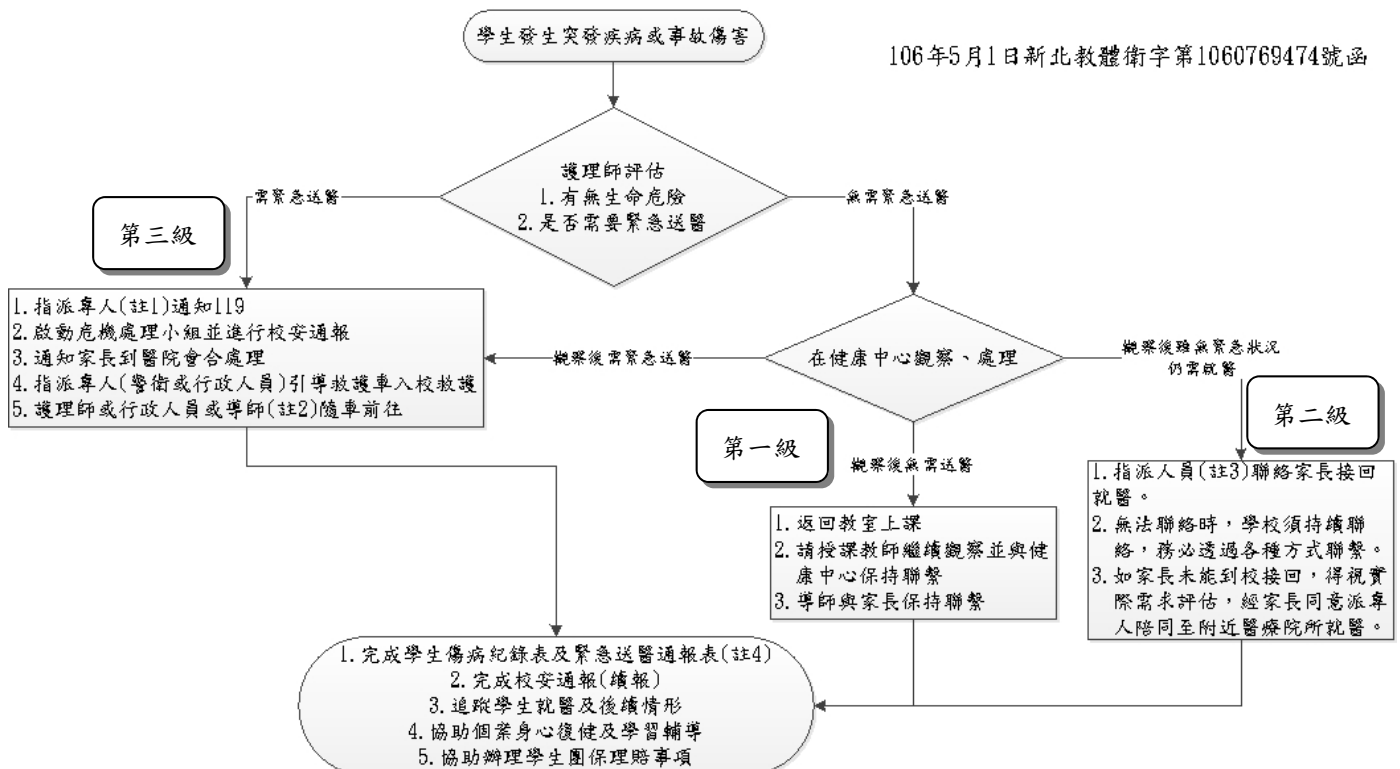 學生發生突發疾病或事故傷害
106年5月1日新北教體衛字第1060769474號函
護理師評估
1. 有無生命危險
2. 是否需要緊急送醫
需緊急送醫
無需緊急送醫
第三級
1. 指派專人(註1)通知119
2. 啟動危機處理小組並進行校安通報
3. 通知家長到醫院會合處理
4. 指派專人(警衛或行政人員)引導救護車入校救護
5. 護理師或行政人員或導師(註2)隨車前往
觀察後需緊急送醫
在健康中心觀察、處理
觀察後雖無緊急狀況
仍需就醫
第二級
第一級
觀察後無需送醫
1. 指派人員(註3)聯絡家長接回
就醫。
2. 無法聯絡時，學校須持續聯
絡，務必透過各種方式聯繫。
3. 如家長未能到校接回，得視實
際需求評估，經家長同意派專
人陪同至附近醫療院所就醫。
1. 返回教室上課
2. 請授課教師繼續觀察並與健
康中心保持聯繫
3. 導師與家長保持聯繫
1. 完成學生傷病紀錄表及緊急送醫通報表(註4)
2. 完成校安通報(續報)
3. 追蹤學生就醫及後續情形
4. 協助個案身心復健及學習輔導
5. 協助辦理學生團保理賠事項